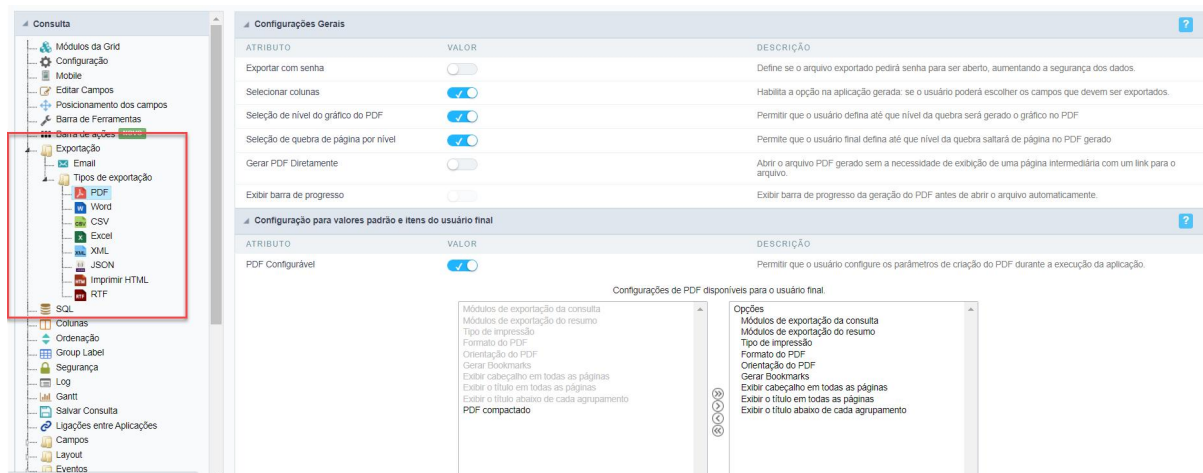 Consulta
Módulos da Grid
Configuração
Mobile
Editar Campos
Posicionamento dos campos
Barra de Ferramentas
Barra de ações
Exportação
Email
Tipos de exportação
PDF
Word
CSV
Excel
XML
JSON
Imprimir HTML
RTF
SQL
Colunas
Ordenação
Group Label
Segurança
Log
Gantt
Salvar Consulta
Ligações entre Aplicações
Campos
Layout
Eventos
Configurações Gerais
?
ATRIBUTO VALOR DESCRIÇÃO
Exportar com senha Define se o arquivo exportado pedirá senha para ser aberto, aumentando a segurança dos dados.
Selecionar colunas Habilita a opção na aplicação gerada: se o usuário poderá escolher os campos que devem ser exportados.
Seleção de nível do gráfico do PDF Permitir que o usuário defina até que nível da quebra será gerado o gráfico no PDF
Seleção de quebra de página por nível Permite que o usuário final defina até que nível da quebra saltará de página no PDF gerado
Gerar PDF Diretamente Abrir o arquivo PDF gerado sem a necessidade de exibição de uma página intermediária com um link para o
arquivo.
Exibir barra de progresso Exibir barra de progresso da geração do PDF antes de abrir o arquivo automaticamente.
Configuração para valores padrão e itens do usuário final
?
ATRIBUTO VALOR DESCRIÇÃO
PDF Configurável Permitir que o usuário configure os parâmetros de criação do PDF durante a execução da aplicação.
Configurações de PDF disponíveis para o usuário final.
Módulos de exportação da consulta
Módulos de exportação do resumo
Tipo de impressão
Formato do PDF
Orientação do PDF
Gerar Bookmarks
Exibir cabeçalho em todas as páginas
Exibir o título em todas as páginas
Exibir o título abaixo de cada agrupamento
PDF compactado
Opções
Módulos de exportação da consulta
Módulos de exportação do resumo
Tipo de impressão
Formato do PDF
Orientação do PDF
Gerar Bookmarks
Exibir cabeçalho em todas as páginas
Exibir o título em todas as páginas
Exibir o título abaixo de cada agrupamento